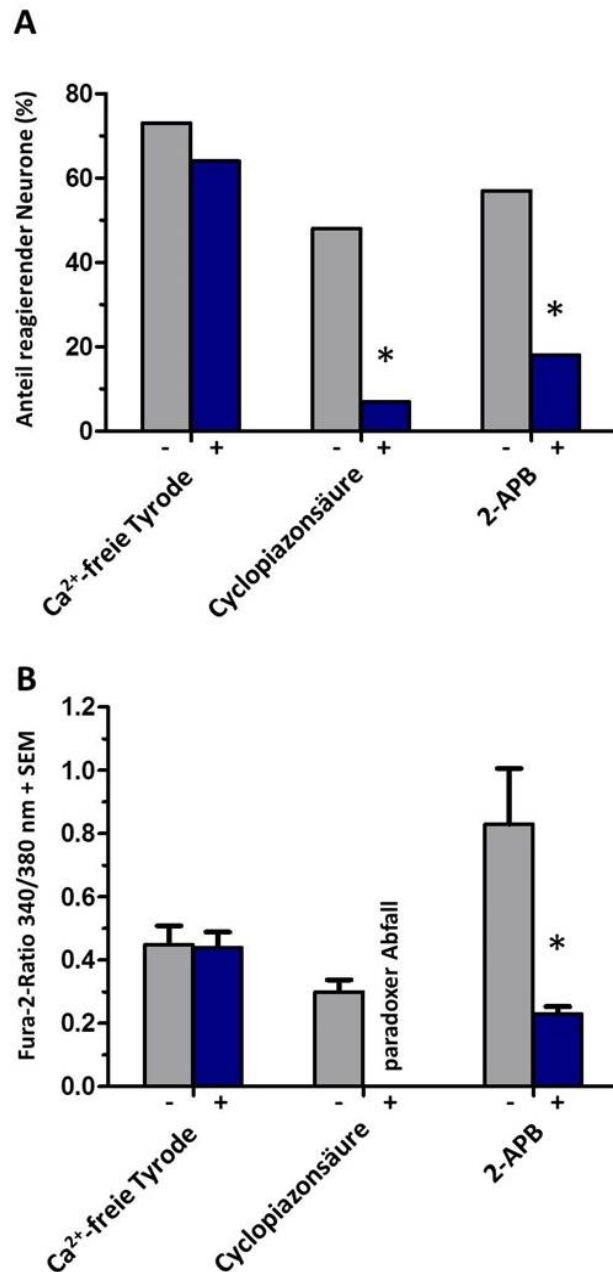 A
Anteil reagierender Neurone (%)
80
60
40
20
0
- + - + - +
Ca²⁺-freie Tyrode
Cyclopiazonsäure
2-APB
*
*
B
Fura-2-Ratio 340/380 nm + SEM
1.2
1.0
0.8
0.6
0.4
0.2
0.0
paradoxer Abfall
*
- + - + - +
Ca²⁺-freie Tyrode
Cyclopiazonsäure
2-APB